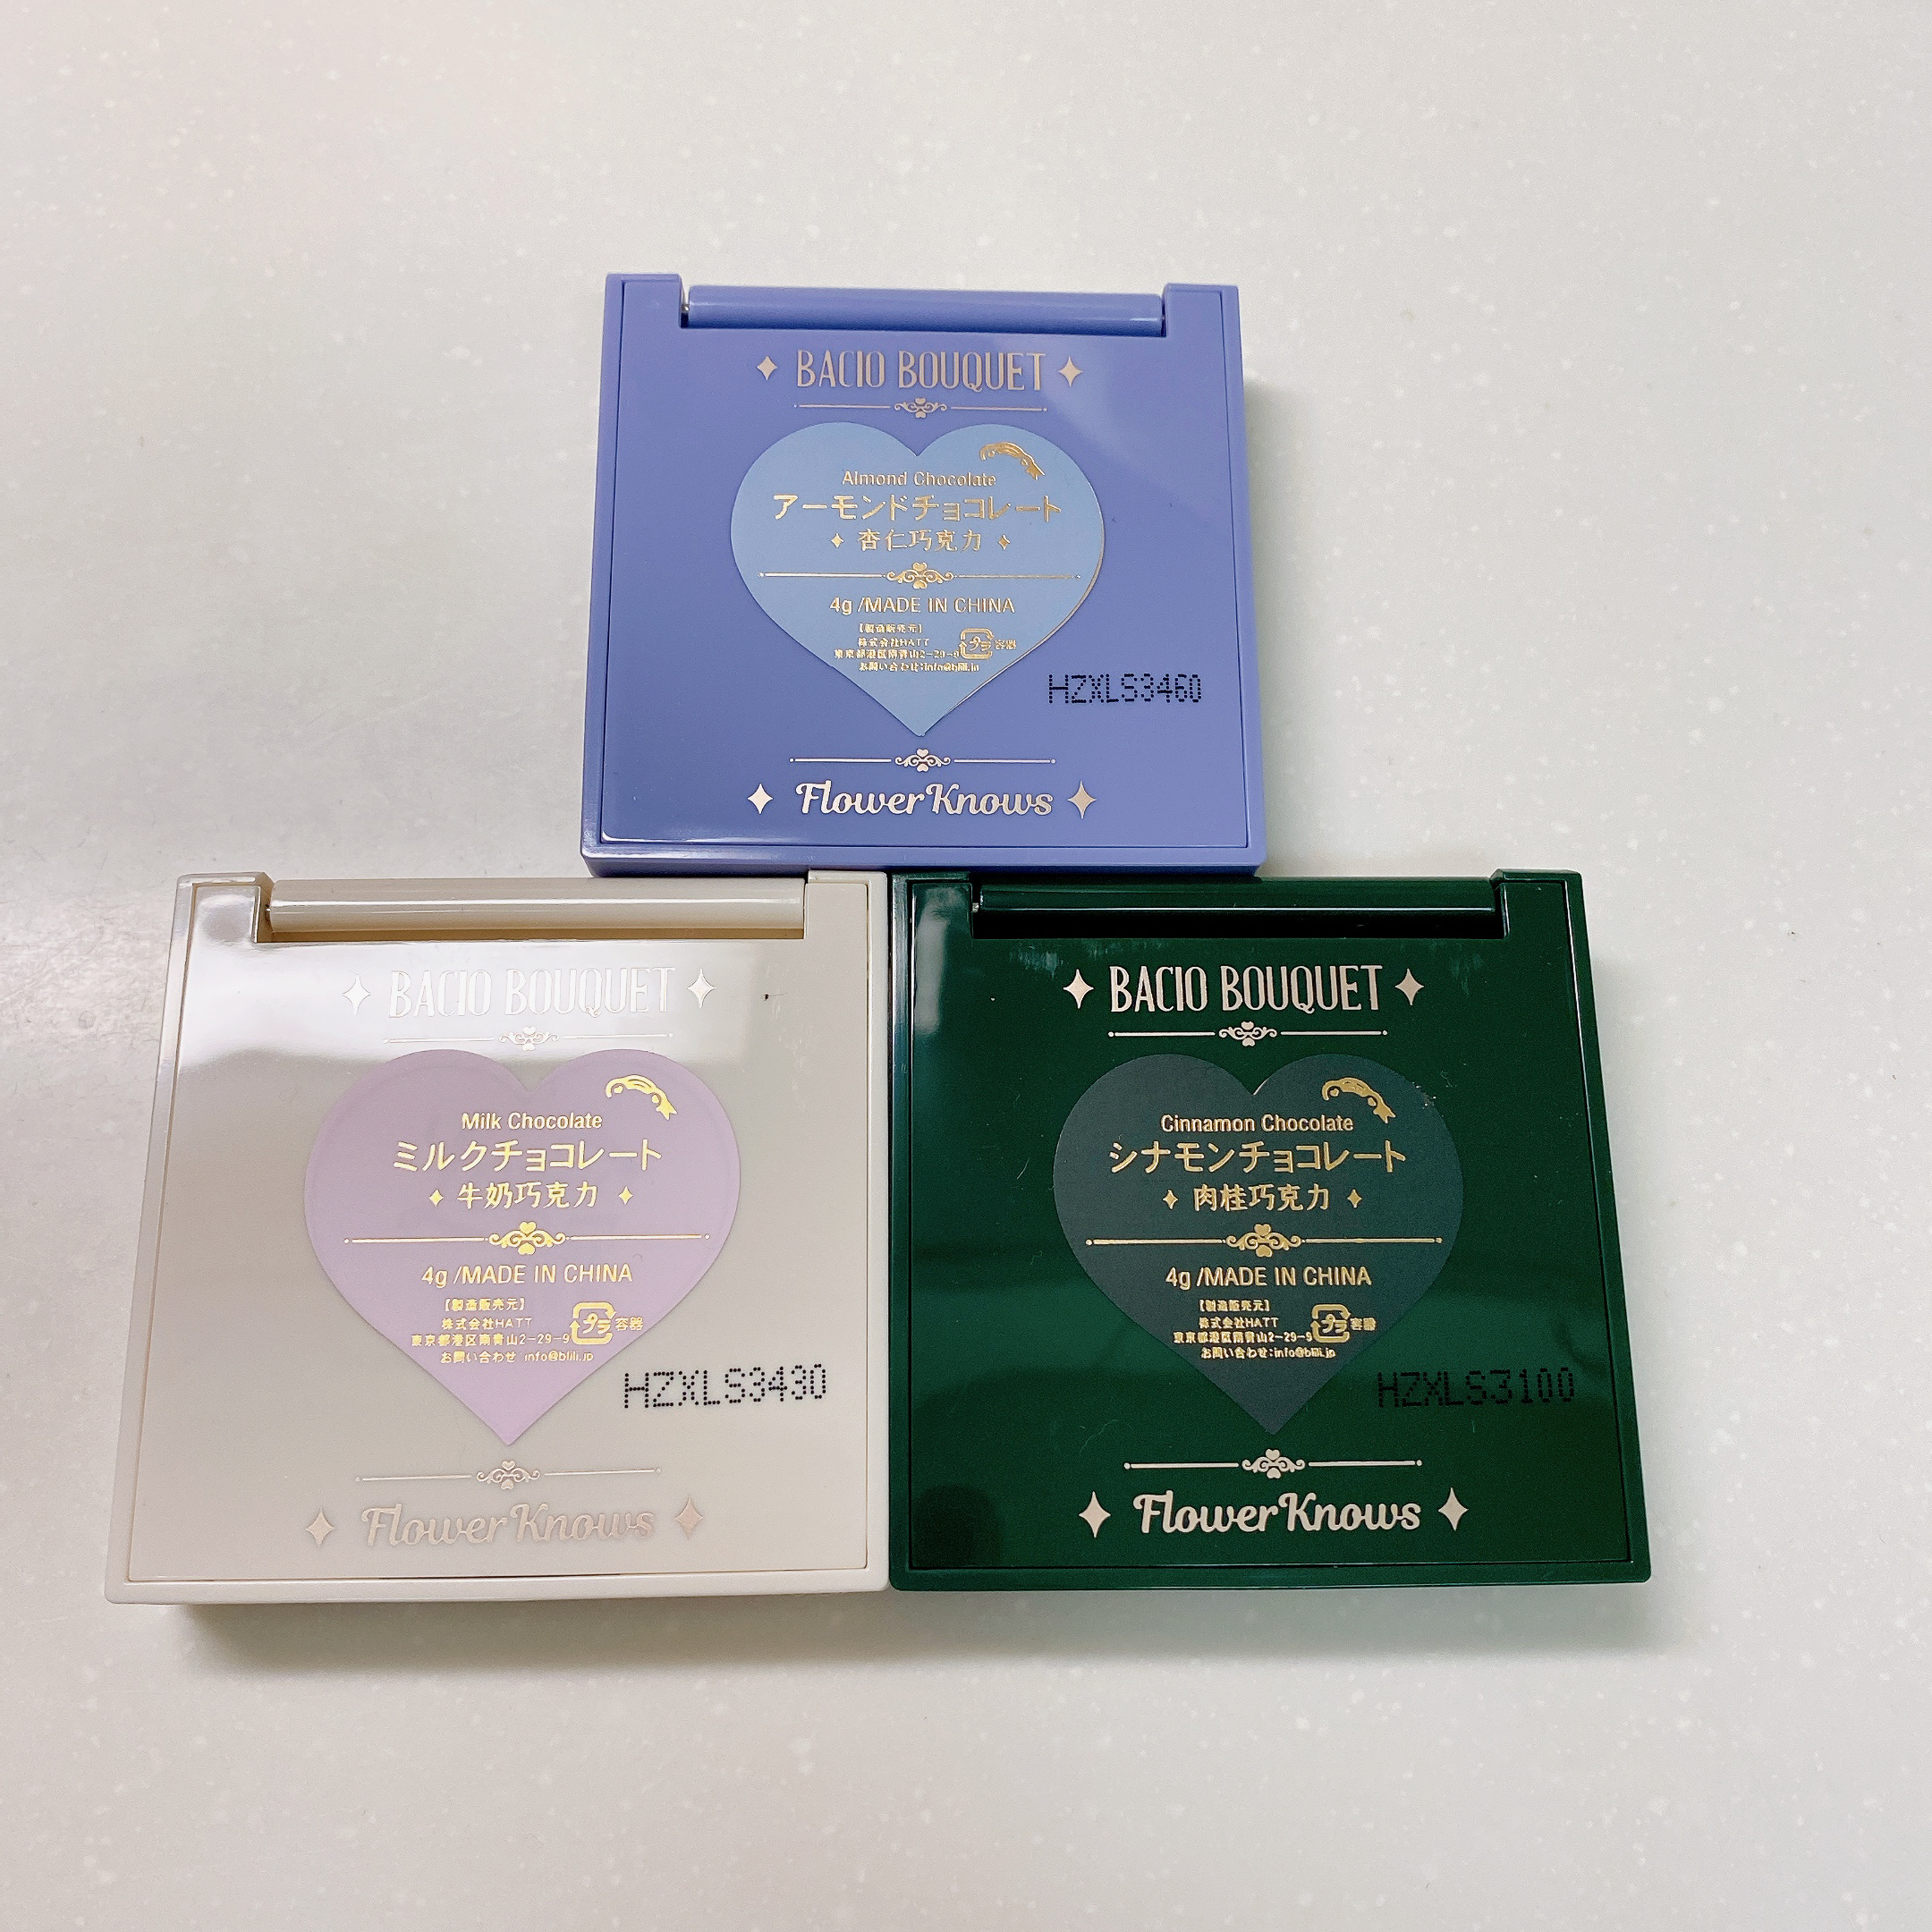 BACIO BOUQUET
Almond Chocolate
アーモンドチョコレート
杏仁巧克力
4g /MADE IN CHINA
【製造販売元】
株式会社HATT
東京都港区南青山2-29-9
プラ 容器
お問い合わせ:info@blili.jp
HZXLS3460
Flower Knows
BACIO BOUQUET
Milk Chocolate
ミルクチョコレート
牛奶巧克力
4g /MADE IN CHINA
【製造販売元】
株式会社HATT
東京都港区南青山2-29-9
プラ 容器
お問い合わせ info@blili.jp
HZXLS3430
Flower Knows
BACIO BOUQUET
Cinnamon Chocolate
シナモンチョコレート
肉桂巧克力
4g /MADE IN CHINA
【製造販売元】
株式会社HATT
東京都港区南青山2-29-9
プラ 容器
お問い合わせ:info@blili.jp
HZXLS3100
Flower Knows